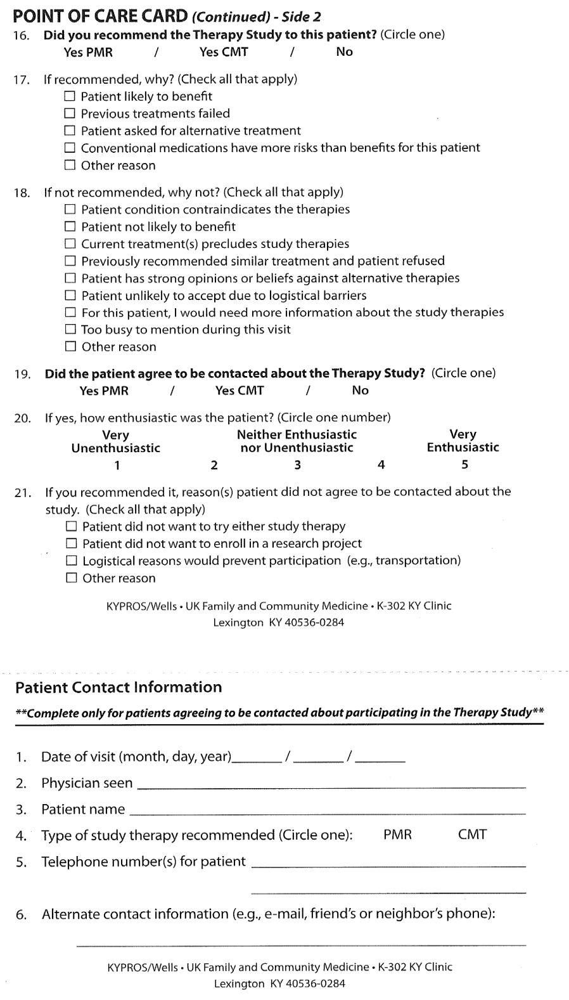 POINT OF CARE CARD (Continued) - Side 2
16. Did you recommend the Therapy Study to this patient? (Circle one)
Yes PMR / Yes CMT / No
17. If recommended, why? (Check all that apply)
☐ Patient likely to benefit
☐ Previous treatments failed
☐ Patient asked for alternative treatment
☐ Conventional medications have more risks than benefits for this patient
☐ Other reason
18. If not recommended, why not? (Check all that apply)
☐ Patient condition contraindicates the therapies
☐ Patient not likely to benefit
☐ Current treatment(s) precludes study therapies
☐ Previously recommended similar treatment and patient refused
☐ Patient has strong opinions or beliefs against alternative therapies
☐ Patient unlikely to accept due to logistical barriers
☐ For this patient, I would need more information about the study therapies
☐ Too busy to mention during this visit
☐ Other reason
19. Did the patient agree to be contacted about the Therapy Study? (Circle one)
Yes PMR / Yes CMT / No
20. If yes, how enthusiastic was the patient? (Circle one number)
Very Neither Enthusiastic Very
Unenthusiastic nor Unenthusiastic Enthusiastic
1 2 3 4 5
21. If you recommended it, reason(s) patient did not agree to be contacted about the
study. (Check all that apply)
☐ Patient did not want to try either study therapy
☐ Patient did not want to enroll in a research project
☐ Logistical reasons would prevent participation (e.g., transportation)
☐ Other reason
KYPROS/Wells • UK Family and Community Medicine • K-302 KY Clinic
Lexington KY 40536-0284
Patient Contact Information
**Complete only for patients agreeing to be contacted about participating in the Therapy Study**
1. Date of visit (month, day, year)_______ / _______ / _______
2. Physician seen
3. Patient name
4. Type of study therapy recommended (Circle one): PMR CMT
5. Telephone number(s) for patient
6. Alternate contact information (e.g., e-mail, friend's or neighbor's phone):
KYPROS/Wells • UK Family and Community Medicine • K-302 KY Clinic
Lexington KY 40536-0284